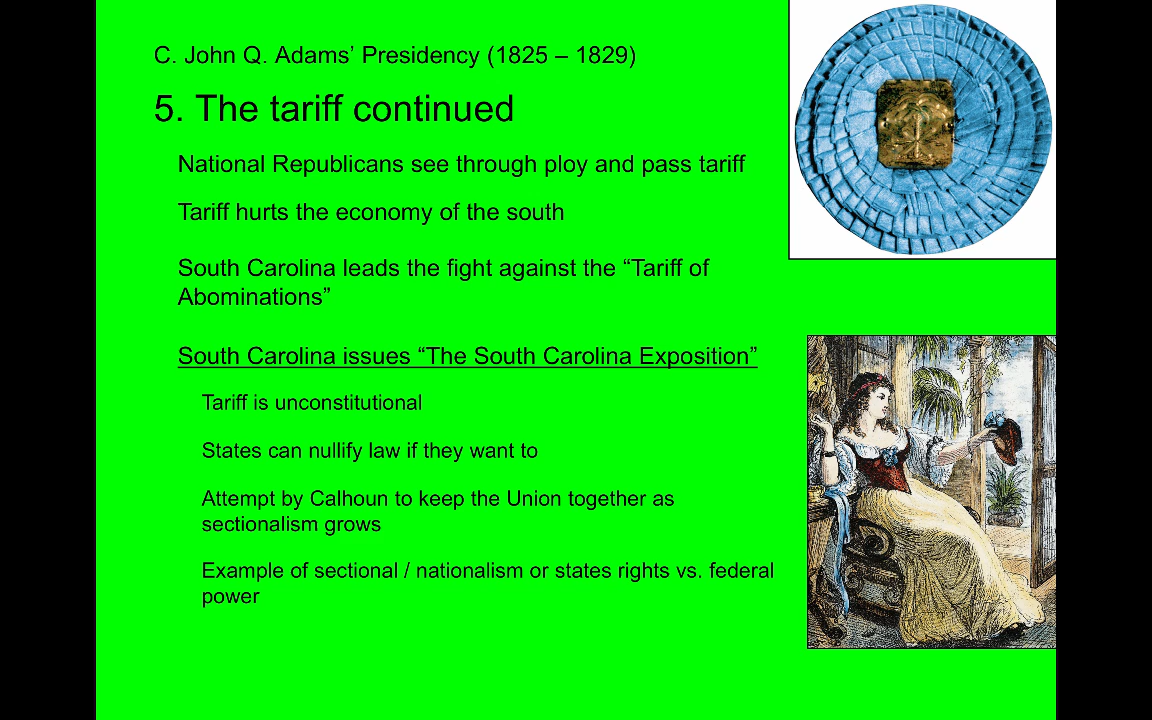 C. John Q. Adams’ Presidency (1825 – 1829)
5. The tariff continued
National Republicans see through ploy and pass tariff
Tariff hurts the economy of the south
South Carolina leads the fight against the “Tariff of
Abominations”
South Carolina issues “The South Carolina Exposition”
Tariff is unconstitutional
States can nullify law if they want to
Attempt by Calhoun to keep the Union together as
sectionalism grows
Example of sectional / nationalism or states rights vs. federal
power